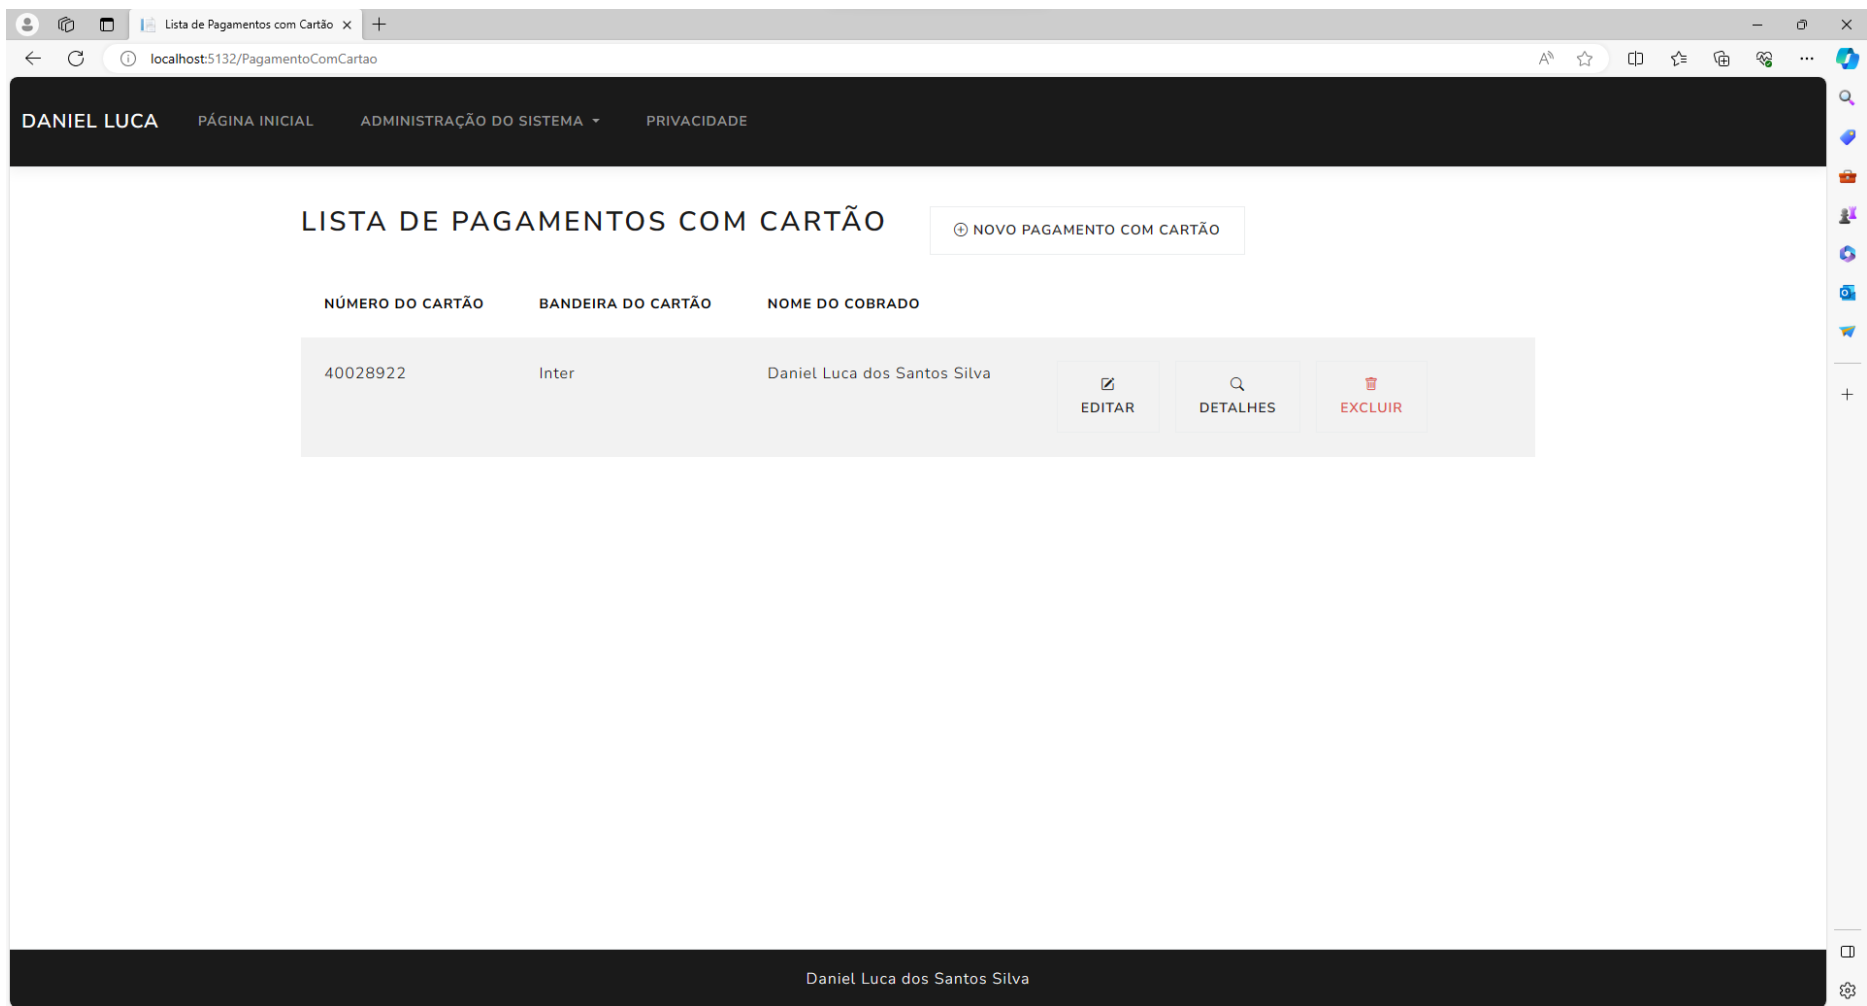 Lista de Pagamentos com Cartão
localhost:5132/PagamentoComCartao
DANIEL LUCA PÁGINA INICIAL ADMINISTRAÇÃO DO SISTEMA PRIVACIDADE
LISTA DE PAGAMENTOS COM CARTÃO NOVO PAGAMENTO COM CARTÃO
NÚMERO DO CARTÃO BANDEIRA DO CARTÃO NOME DO COBRADO
40028922 Inter Daniel Luca dos Santos Silva
EDITAR DETALHES EXCLUIR
Daniel Luca dos Santos Silva